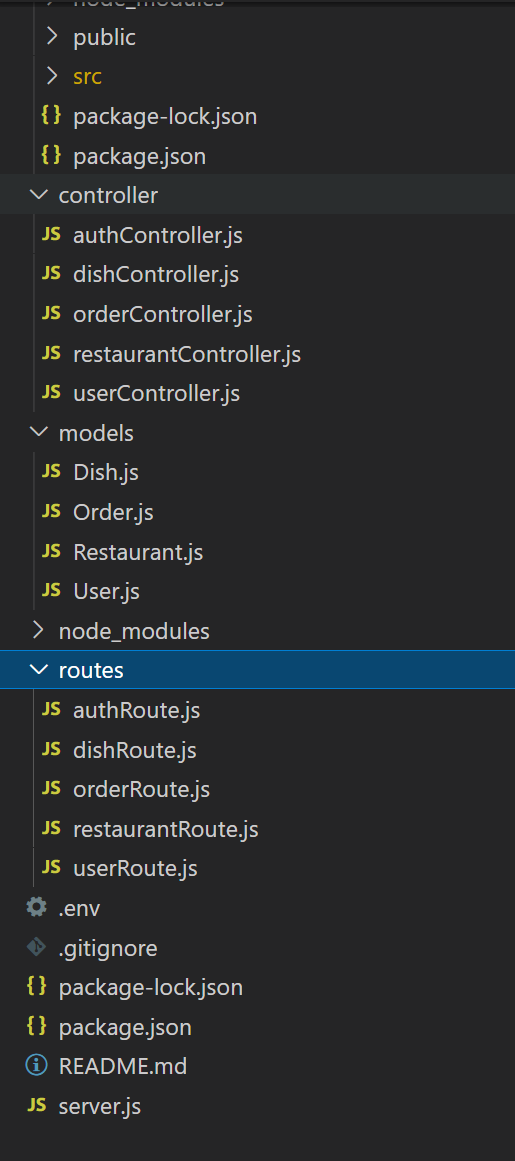 node_modules
public
src
{} package-lock.json
{} package.json
controller
JS authController.js
JS dishController.js
JS orderController.js
JS restaurantController.js
JS userController.js
models
JS Dish.js
JS Order.js
JS Restaurant.js
JS User.js
node_modules
routes
JS authRoute.js
JS dishRoute.js
JS orderRoute.js
JS restaurantRoute.js
JS userRoute.js
.env
.gitignore
{} package-lock.json
{} package.json
README.md
JS server.js